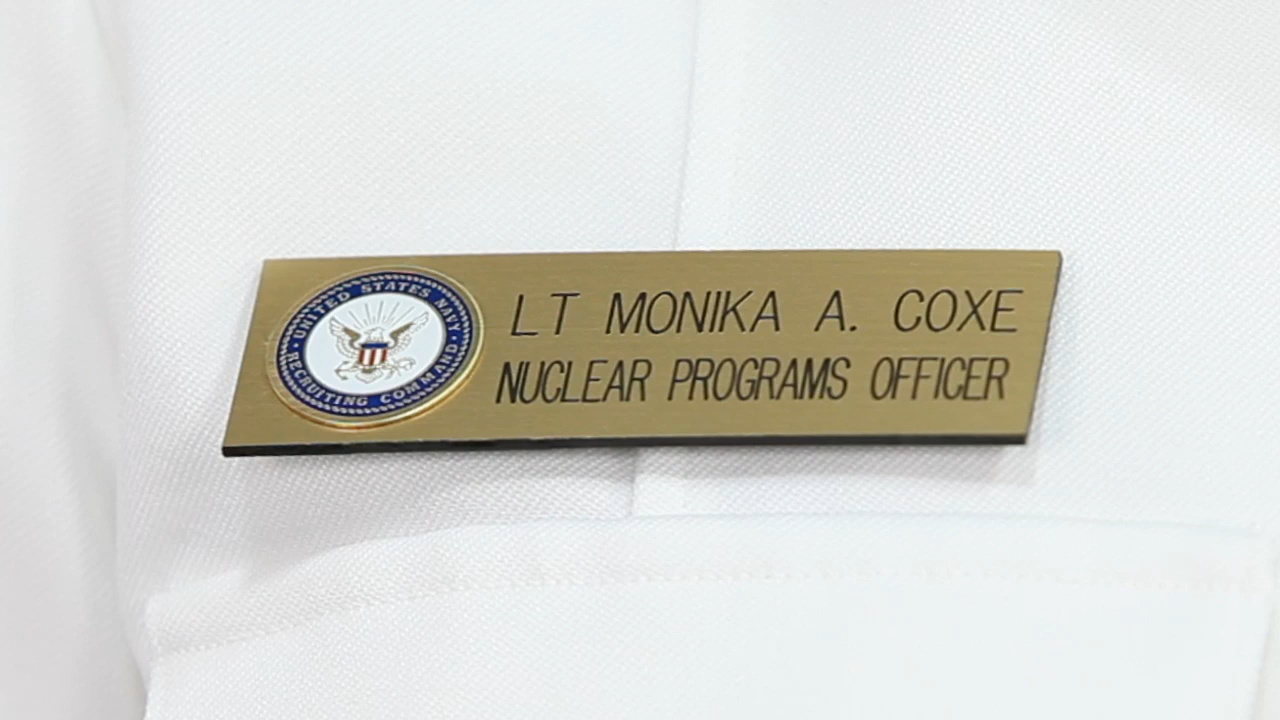 LT MONIKA A. COXE
NUCLEAR PROGRAMS OFFICER
UNITED STATES NAVY
RECRUITING COMMAND